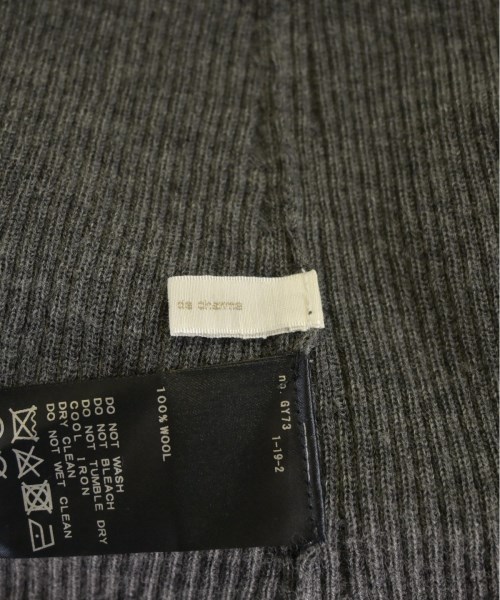 da charme
no. GY73
1-19-2
100% WOOL
DO NOT WASH
DO NOT BLEACH
DO NOT TUMBLE DRY
COOL IRON
DRY CLEAN
DO NOT WET CLEAN